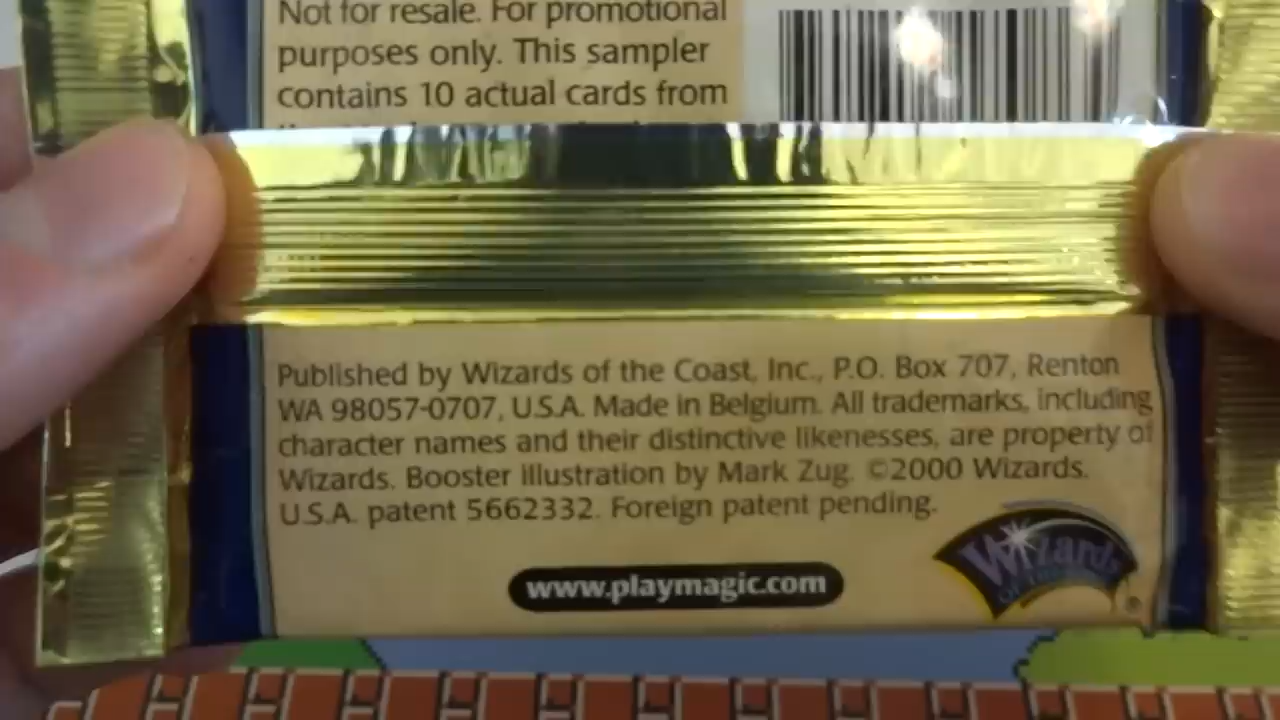 Not for resale. For promotional
purposes only. This sampler
contains 10 actual cards from
Published by Wizards of the Coast, Inc., P.O. Box 707, Renton
WA 98057-0707, U.S.A. Made in Belgium. All trademarks, including
character names and their distinctive likenesses, are property of
Wizards. Booster illustration by Mark Zug. ©2000 Wizards.
U.S.A. patent 5662332. Foreign patent pending.
www.playmagic.com
Wizards
®